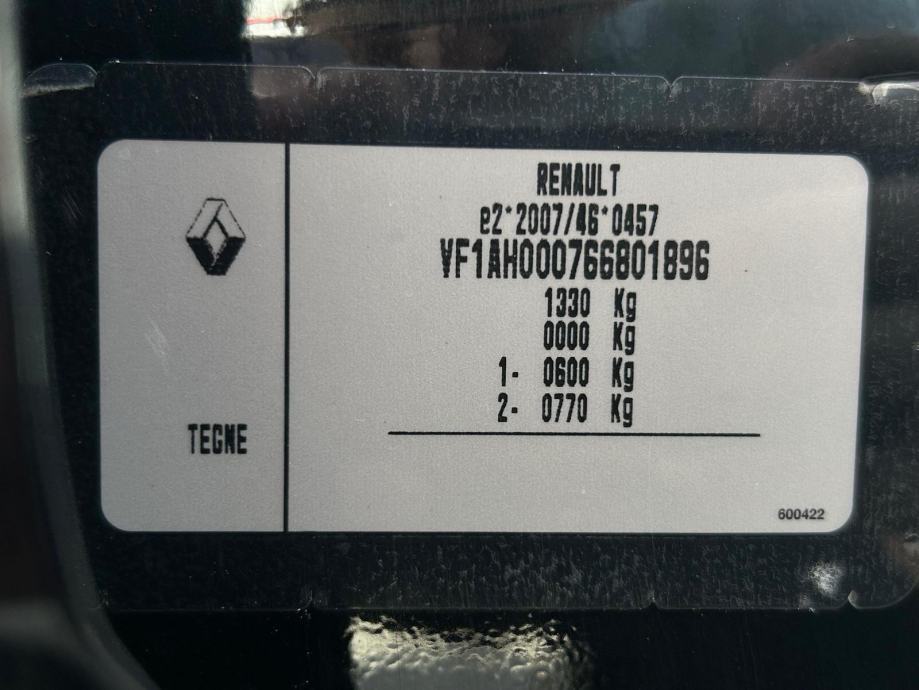 RENAULT
e2*2007/46*0457
VF1AH000766801896
1330 Kg
0000 Kg
1- 0600 Kg
2- 0770 Kg
TEGNE
600422